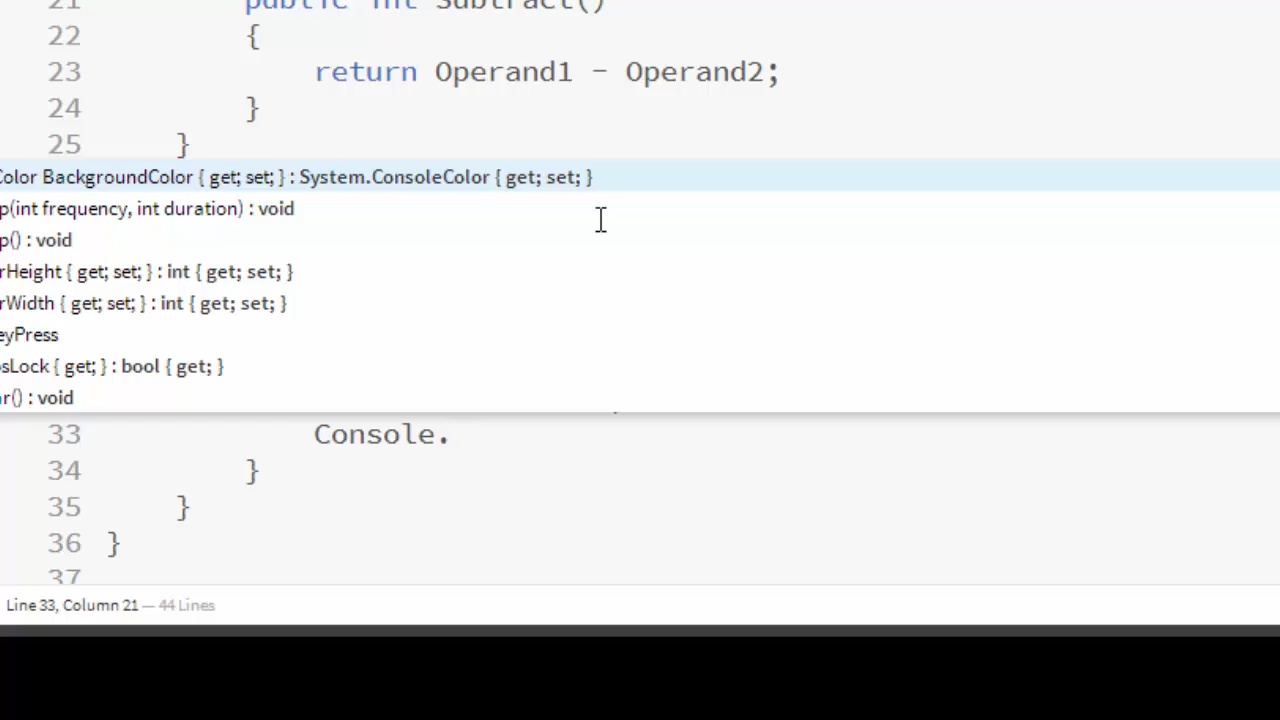 21 public int Subtract()
22 {
23 return Operand1 - Operand2;
24 }
25 }
Color BackgroundColor { get; set; } : System.ConsoleColor { get; set; }
p(int frequency, int duration) : void
p() : void
rHeight { get; set; } : int { get; set; }
rWidth { get; set; } : int { get; set; }
eyPress
sLock { get; } : bool { get; }
r() : void
33 Console.
34 }
35 }
36 }
37
Line 33, Column 21 — 44 Lines